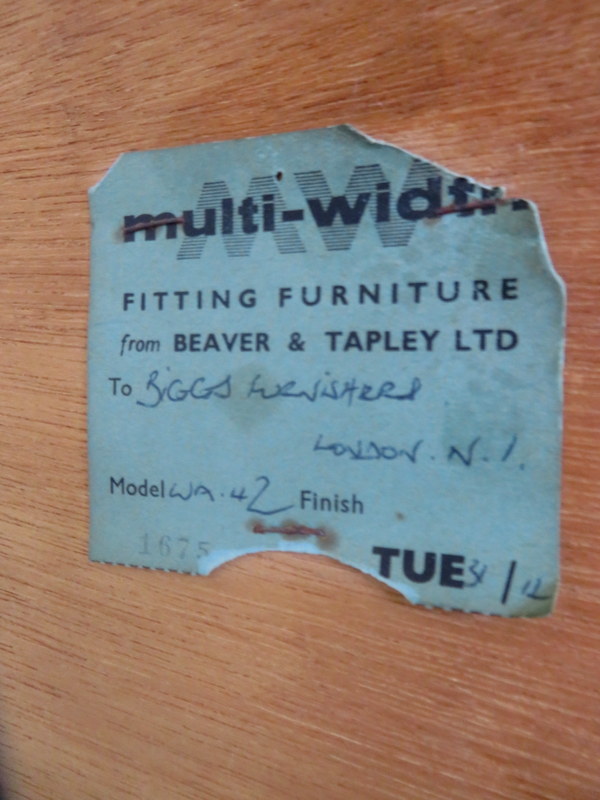 MW
multi-width
FITTING FURNITURE
from BEAVER & TAPLEY LTD
To BIGGS FURNISHERS
LONDON. N. 1.
Model WA. 42 Finish
1675
TUE 31/12